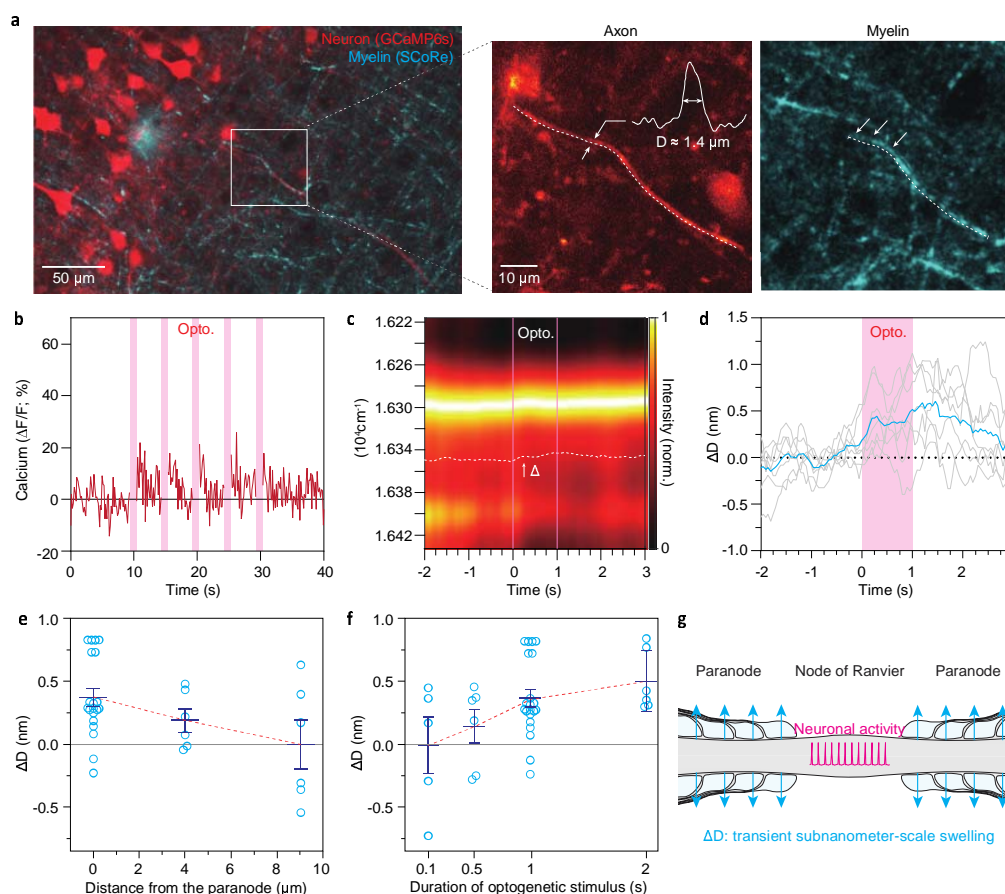 a
Neuron (GCaMP6s)
Myelin (SCoRe)
50 μm
Axon
D ≈ 1.4 μm
10 μm
Myelin
b
Opto.
60
40
20
0
-20
Calcium (ΔF/F; %)
0 10 20 30 40
Time (s)
c
Opto.
Δ
1.622
1.626
1.630
1.634
1.638
1.642
(10⁴cm⁻¹)
-2 -1 0 1 2 3
Time (s)
1
0
Intensity (norm.)
d
Opto.
1.5
1.0
0.5
0.0
-0.5
-1.0
ΔD (nm)
-2 -1 0 1 2
Time (s)
e
1.0
0.5
0.0
-0.5
ΔD (nm)
0 2 4 6 8 10
Distance from the paranode (μm)
f
1.0
0.5
0.0
-0.5
ΔD (nm)
0.1 0.5 1 2
Duration of optogenetic stimulus (s)
g
Paranode Node of Ranvier Paranode
Neuronal activity
ΔD: transient subnanometer-scale swelling